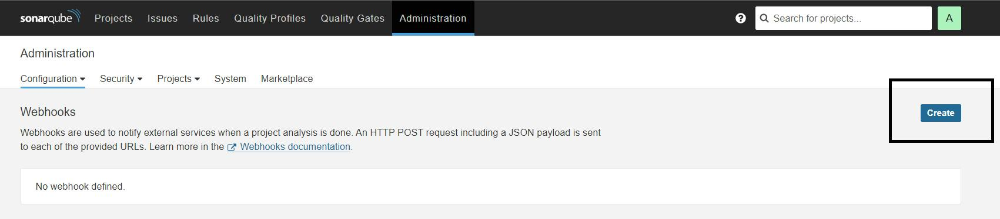 sonarqube Projects Issues Rules Quality Profiles Quality Gates Administration ? Search for projects... A
Administration
Configuration Security Projects System Marketplace
Webhooks
Create
Webhooks are used to notify external services when a project analysis is done. An HTTP POST request including a JSON payload is sent
to each of the provided URLs. Learn more in the Webhooks documentation.
No webhook defined.